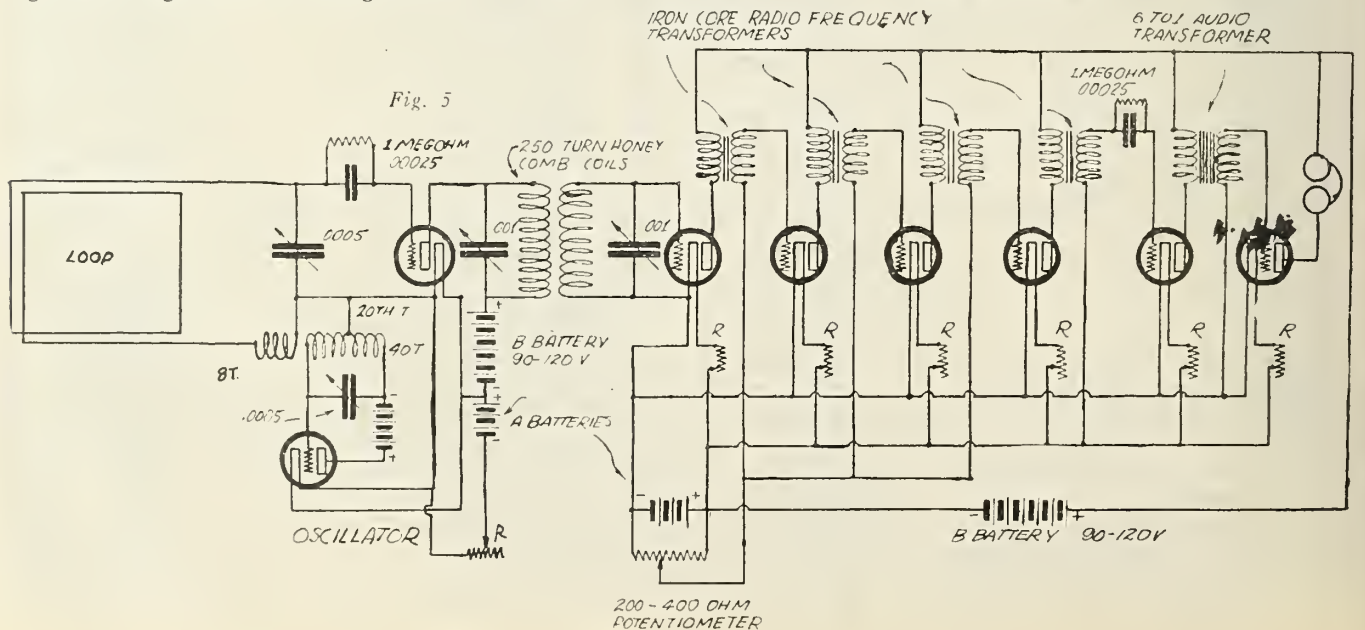 IRON CORE RADIO FREQUENCY
TRANSFORMERS
6 TO 1 AUDIO
TRANSFORMER
Fig. 5
1 MEGOHM
00025
250 TURN HONEY
COMB COILS
1 MEGOHM
00025
LOOP
.0005
001
001
20TH T
40T
8T.
B BATTERY
90-120 V
.0005
A BATTERIES
OSCILLATOR
R
R
R
R
R
R
R
B BATTERY 90-120V
200-400 OHM
POTENTIOMETER